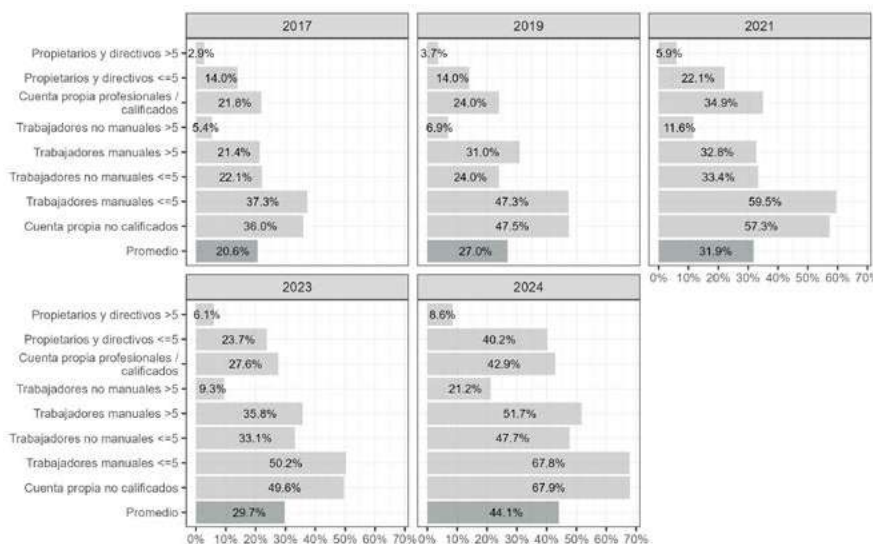 2017
2019
2021
Propietarios y directivos >5
2.9%
3.7%
5.9%
Propietarios y directivos <=5
14.0%
14.0%
22.1%
Cuenta propia profesionales /
calificados
21.8%
24.0%
34.9%
Trabajadores no manuales >5
5.4%
6.9%
11.6%
Trabajadores manuales >5
21.4%
31.0%
32.8%
Trabajadores no manuales <=5
22.1%
24.0%
33.4%
Trabajadores manuales <=5
37.3%
47.3%
59.5%
Cuenta propia no calificados
36.0%
47.5%
57.3%
Promedio
20.6%
27.0%
31.9%
0% 10% 20% 30% 40% 50% 60% 70%
2023
2024
Propietarios y directivos >5
6.1%
8.6%
Propietarios y directivos <=5
23.7%
40.2%
Cuenta propia profesionales /
calificados
27.6%
42.9%
Trabajadores no manuales >5
9.3%
21.2%
Trabajadores manuales >5
35.8%
51.7%
Trabajadores no manuales <=5
33.1%
47.7%
Trabajadores manuales <=5
50.2%
67.8%
Cuenta propia no calificados
49.6%
67.9%
Promedio
29.7%
44.1%
0% 10% 20% 30% 40% 50% 60% 70%
0% 10% 20% 30% 40% 50% 60% 70%